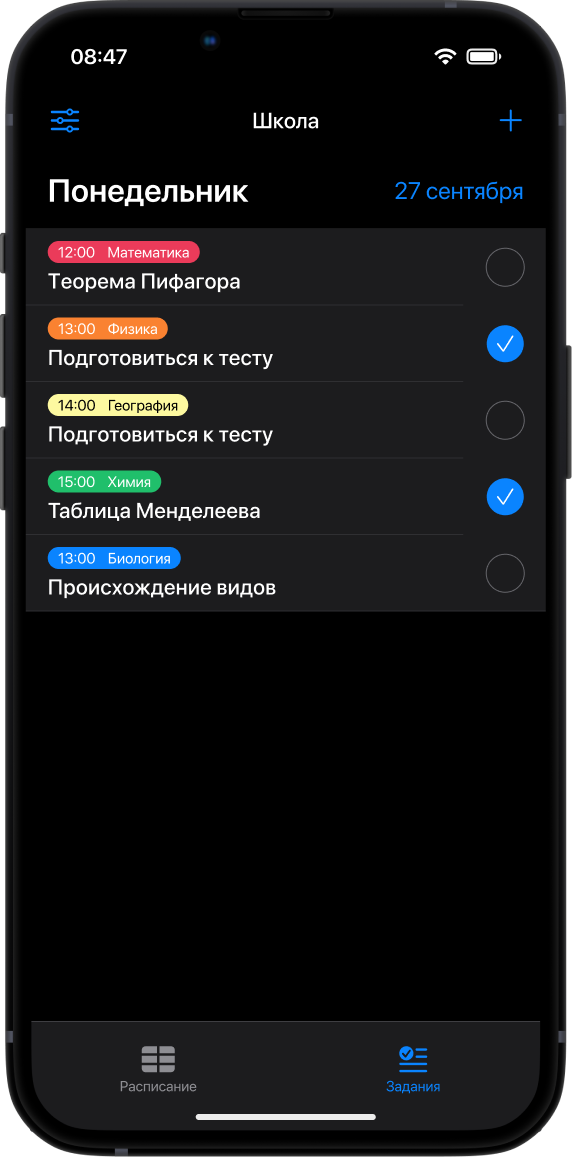 08:47
Школа
Понедельник 27 сентября
12:00 Математика
Теорема Пифагора
13:00 Физика
Подготовиться к тесту
14:00 География
Подготовиться к тесту
15:00 Химия
Таблица Менделеева
13:00 Биология
Происхождение видов
Расписание Задания